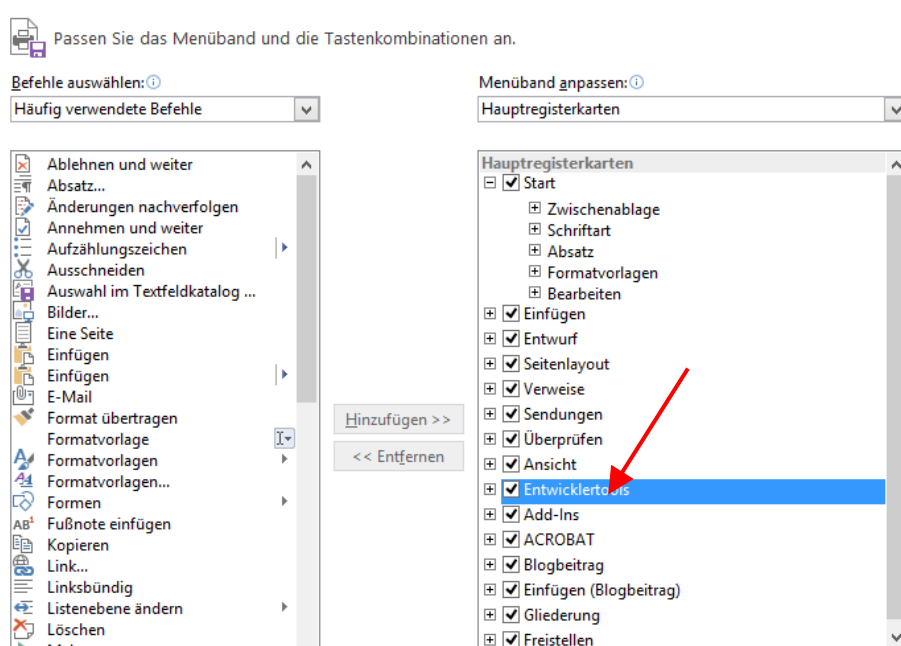 Passen Sie das Menüband und die Tastenkombinationen an.
Befehle auswählen:
Häufig verwendete Befehle
Ablehnen und weiter
Absatz...
Änderungen nachverfolgen
Annehmen und weiter
Aufzählungszeichen
Ausschneiden
Auswahl im Textfeldkatalog ...
Bilder...
Eine Seite
Einfügen
Einfügen
E-Mail
Format übertragen
Formatvorlage
Formatvorlagen
Formatvorlagen...
Formen
Fußnote einfügen
Kopieren
Link...
Linksbündig
Listenebene ändern
Löschen
Hinzufügen >>
<< Entfernen
Menüband anpassen:
Hauptregisterkarten
Hauptregisterkarten
Start
Zwischenablage
Schriftart
Absatz
Formatvorlagen
Bearbeiten
Einfügen
Entwurf
Seitenlayout
Verweise
Sendungen
Überprüfen
Ansicht
Entwicklertools
Add-Ins
ACROBAT
Blogbeitrag
Einfügen (Blogbeitrag)
Gliederung
Freistellen